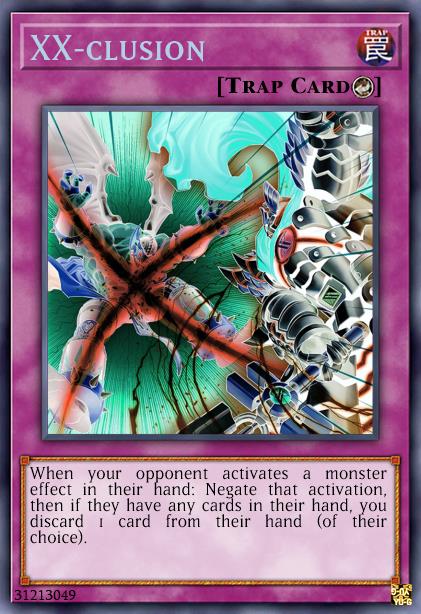 XX-clusion
TRAP
罠
[Trap Card]
When your opponent activates a monster
effect in their hand: Negate that activation,
then if they have any cards in their hand, you
discard 1 card from their hand (of their
choice).
31213049